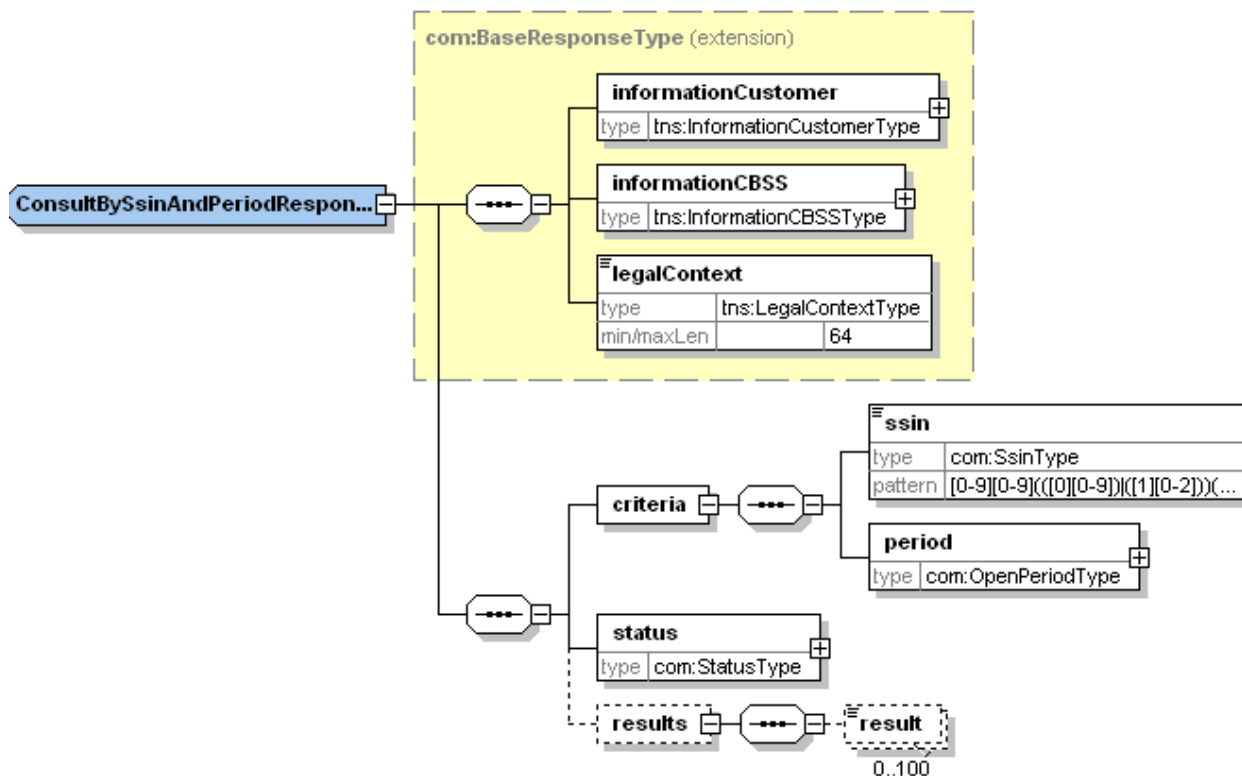 com:BaseResponseType (extension)
informationCustomer
type tns:InformationCustomerType
informationCBSS
type tns:InformationCBSSType
legalContext
type tns:LegalContextType
min/maxLen 64
ConsultBySsinAndPeriodRespon...
ssin
type com:SsinType
pattern [0-9][0-9](([0][0-9])|([1][0-2]))(...
criteria
period
type com:OpenPeriodType
status
type com:StatusType
results
result
0..100